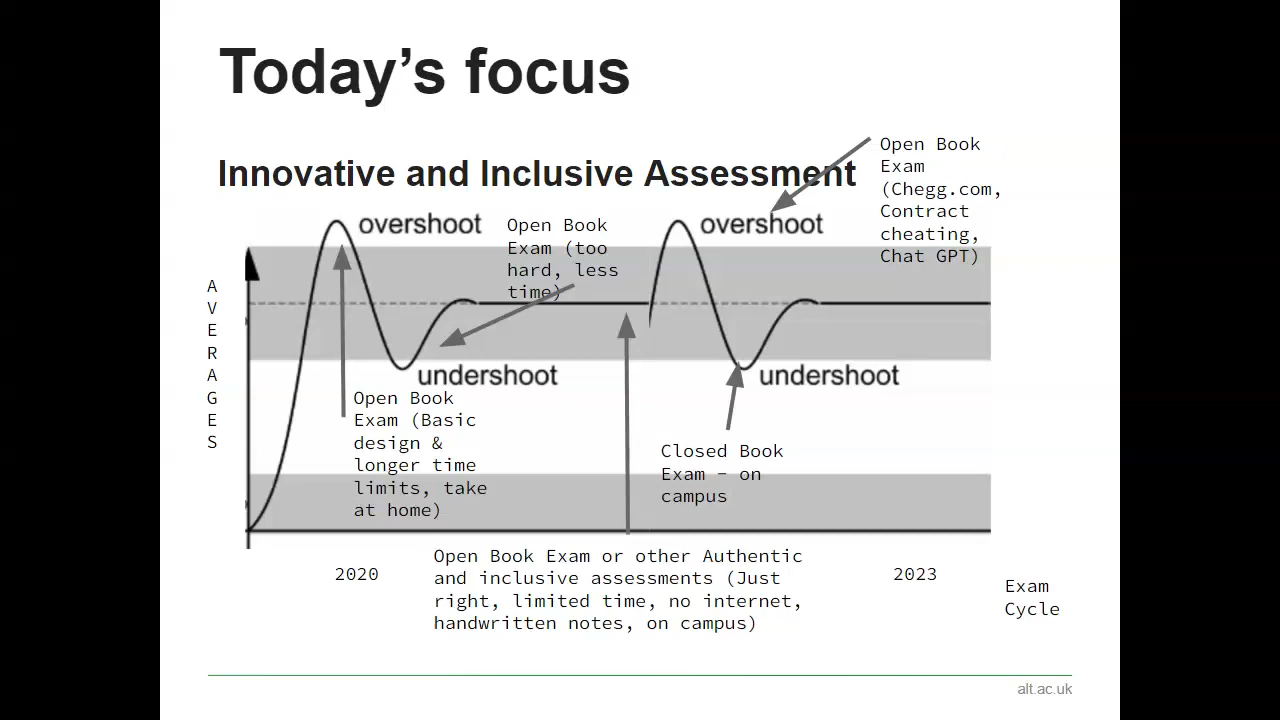 Today's focus
Innovative and Inclusive Assessment
Open Book
Exam
(Chegg.com,
Contract
cheating,
Chat GPT)
overshoot
Open Book
Exam (too
hard, less
time)
overshoot
A
V
E
R
A
G
E
S
undershoot
undershoot
Open Book
Exam (Basic
design &
longer time
limits, take
at home)
Closed Book
Exam – on
campus
2020
Open Book Exam or other Authentic
and inclusive assessments (Just
right, limited time, no internet,
handwritten notes, on campus)
2023
Exam
Cycle
alt.ac.uk